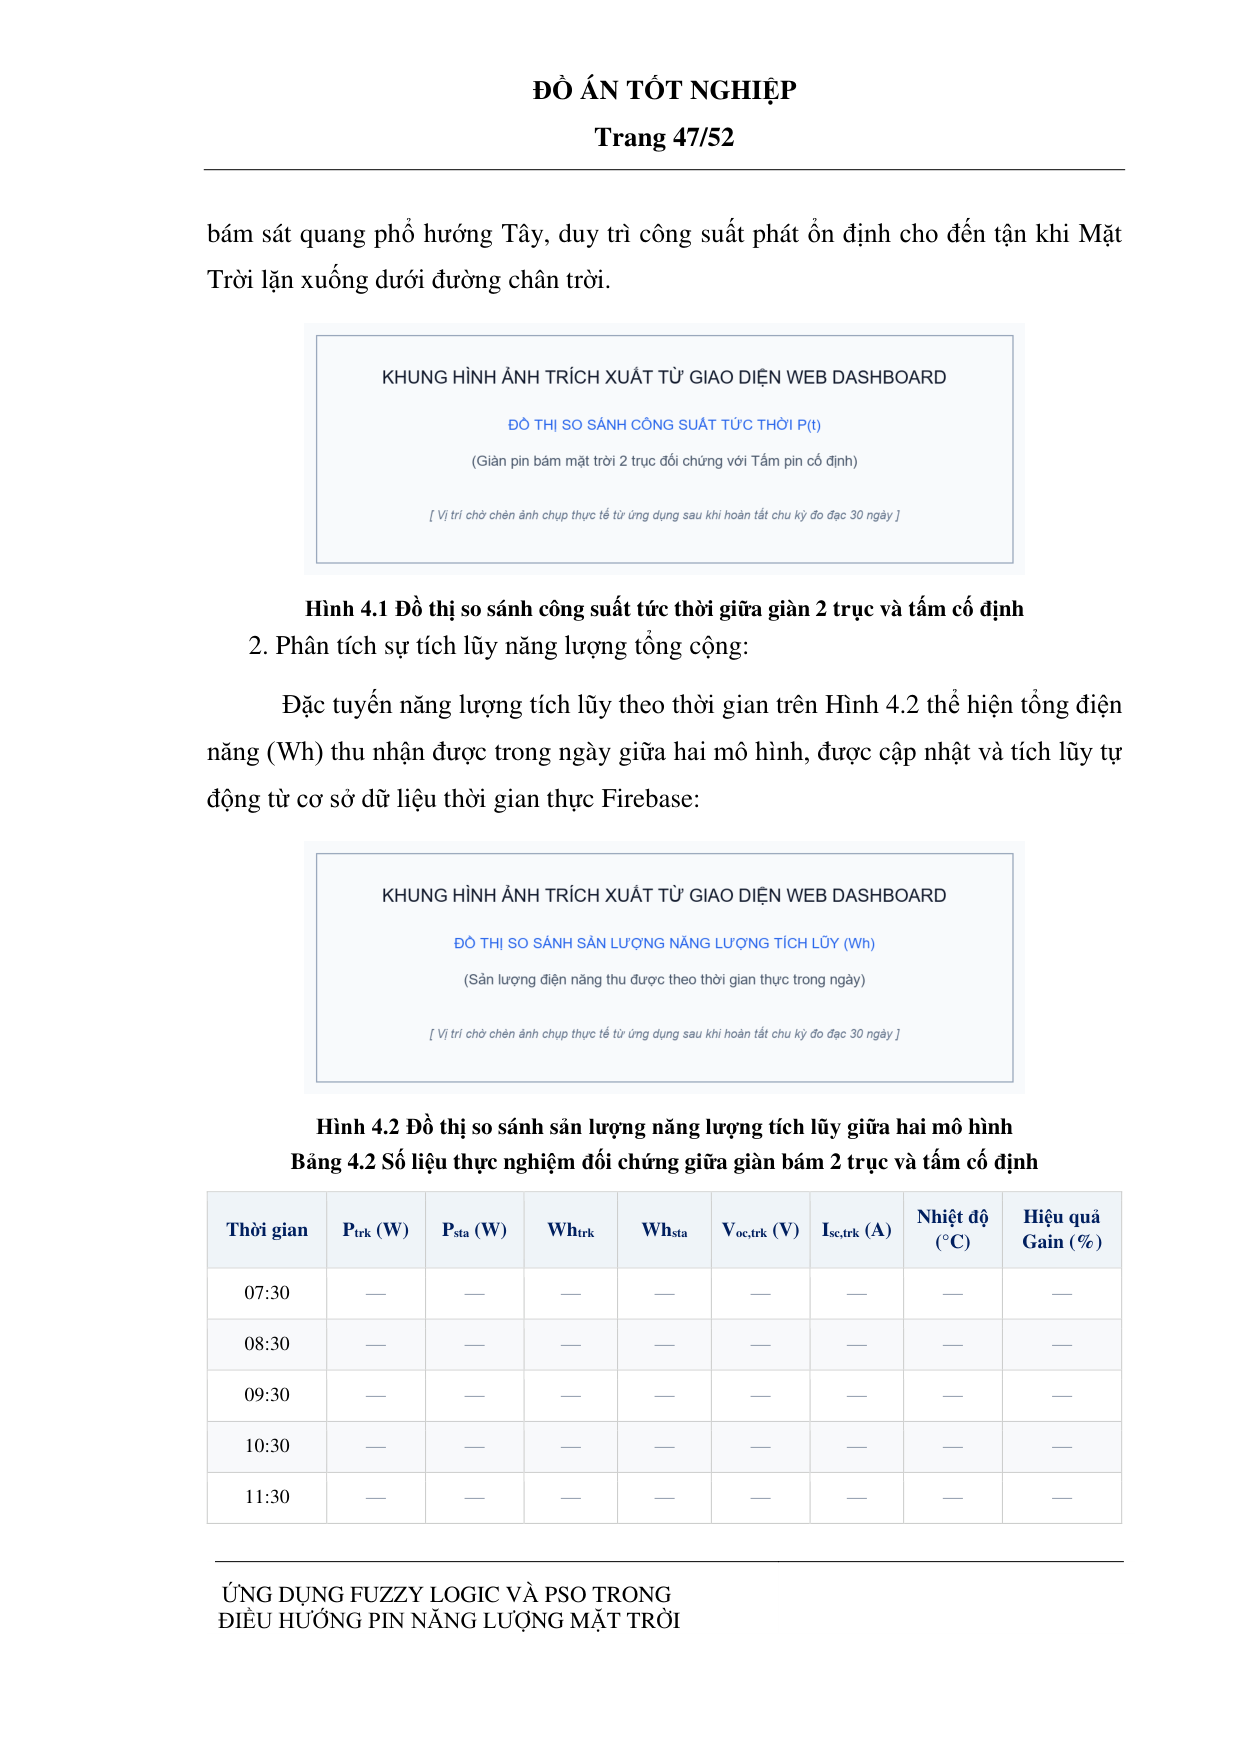 ĐỒ ÁN TỐT NGHIỆP
Trang 47/52
bám sát quang phổ hướng Tây, duy trì công suất phát ổn định cho đến tận khi Mặt
Trời lặn xuống dưới đường chân trời.
KHUNG HÌNH ẢNH TRÍCH XUẤT TỪ GIAO DIỆN WEB DASHBOARD
ĐỒ THỊ SO SÁNH CÔNG SUẤT TỨC THỜI P(t)
(Giàn pin bám mặt trời 2 trục đối chứng với Tấm pin cố định)
[ Vị trí chờ chèn ảnh chụp thực tế từ ứng dụng sau khi hoàn tất chu kỳ đo đạc 30 ngày ]
Hình 4.1 Đồ thị so sánh công suất tức thời giữa giàn 2 trục và tấm cố định
2. Phân tích sự tích lũy năng lượng tổng cộng:
Đặc tuyến năng lượng tích lũy theo thời gian trên Hình 4.2 thể hiện tổng điện
năng (Wh) thu nhận được trong ngày giữa hai mô hình, được cập nhật và tích lũy tự
động từ cơ sở dữ liệu thời gian thực Firebase:
KHUNG HÌNH ẢNH TRÍCH XUẤT TỪ GIAO DIỆN WEB DASHBOARD
ĐỒ THỊ SO SÁNH SẢN LƯỢNG NĂNG LƯỢNG TÍCH LŨY (Wh)
(Sản lượng điện năng thu được theo thời gian thực trong ngày)
[ Vị trí chờ chèn ảnh chụp thực tế từ ứng dụng sau khi hoàn tất chu kỳ đo đạc 30 ngày ]
Hình 4.2 Đồ thị so sánh sản lượng năng lượng tích lũy giữa hai mô hình
Bảng 4.2 Số liệu thực nghiệm đối chứng giữa giàn bám 2 trục và tấm cố định
Thời gian Ptrk (W) Psta (W) Whtrk Whsta Voc,trk (V) Isc,trk (A) Nhiệt độ (°C) Hiệu quả Gain (%)
07:30 — — — — — — — —
08:30 — — — — — — — —
09:30 — — — — — — — —
10:30 — — — — — — — —
11:30 — — — — — — — —
ỨNG DỤNG FUZZY LOGIC VÀ PSO TRONG
ĐIỀU HƯỚNG PIN NĂNG LƯỢNG MẶT TRỜI